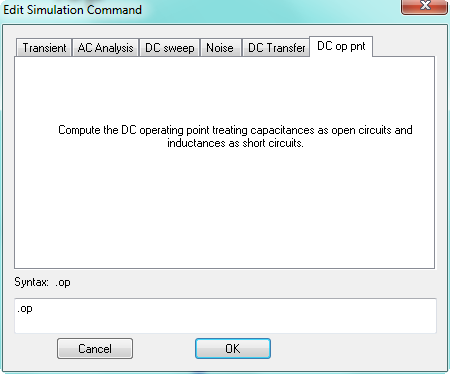 Edit Simulation Command
Transient AC Analysis DC sweep Noise DC Transfer DC op pnt
Compute the DC operating point treating capacitances as open circuits and
inductances as short circuits.
Syntax: .op
.op
Cancel OK